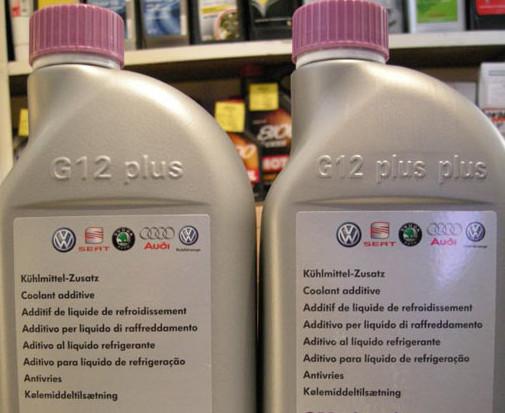 G12 plus
SEAT
Audi
Kühlmittel-Zusatz
Coolant additive
Additif de liquide de refroidissement
Additivo per liquido di raffreddamento
Aditivo al líquido refrigerante
Aditivo para líquido de refrigeração
Antivries
Kølemiddeltilsætning
G12 plus plus
SEAT
Audi
Kühlmittel-Zusatz
Coolant additive
Additif de liquide de refroidissement
Additivo per liquido di raffreddamento
Aditivo al líquido refrigerante
Aditivo para líquido de refrigeração
Antivries
Kølemiddeltilsætning